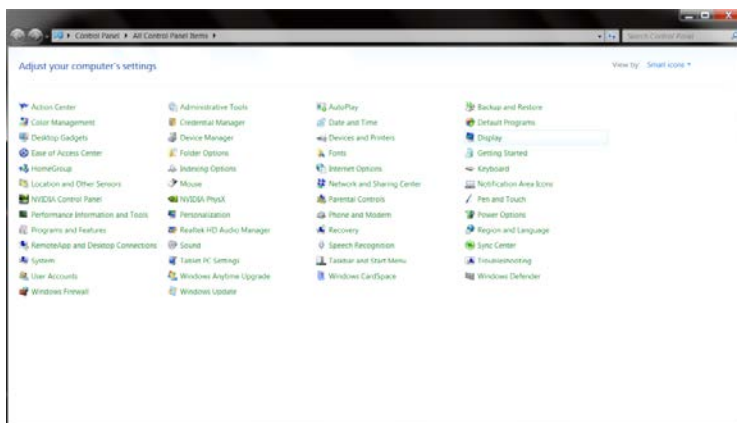 Control Panel ▸ All Control Panel Items ▸
Search Control Panel
Adjust your computer's settings
View by: Small icons
Action Center Administrative Tools AutoPlay Backup and Restore
Color Management Credential Manager Date and Time Default Programs
Desktop Gadgets Device Manager Devices and Printers Display
Ease of Access Center Folder Options Fonts Getting Started
HomeGroup Indexing Options Internet Options Keyboard
Location and Other Sensors Mouse Network and Sharing Center Notification Area Icons
NVIDIA Control Panel NVIDIA PhysX Parental Controls Pen and Touch
Performance Information and Tools Personalization Phone and Modem Power Options
Programs and Features Realtek HD Audio Manager Recovery Region and Language
RemoteApp and Desktop Connections Sound Speech Recognition Sync Center
System Tablet PC Settings Taskbar and Start Menu Troubleshooting
User Accounts Windows Anytime Upgrade Windows CardSpace Windows Defender
Windows Firewall Windows Update